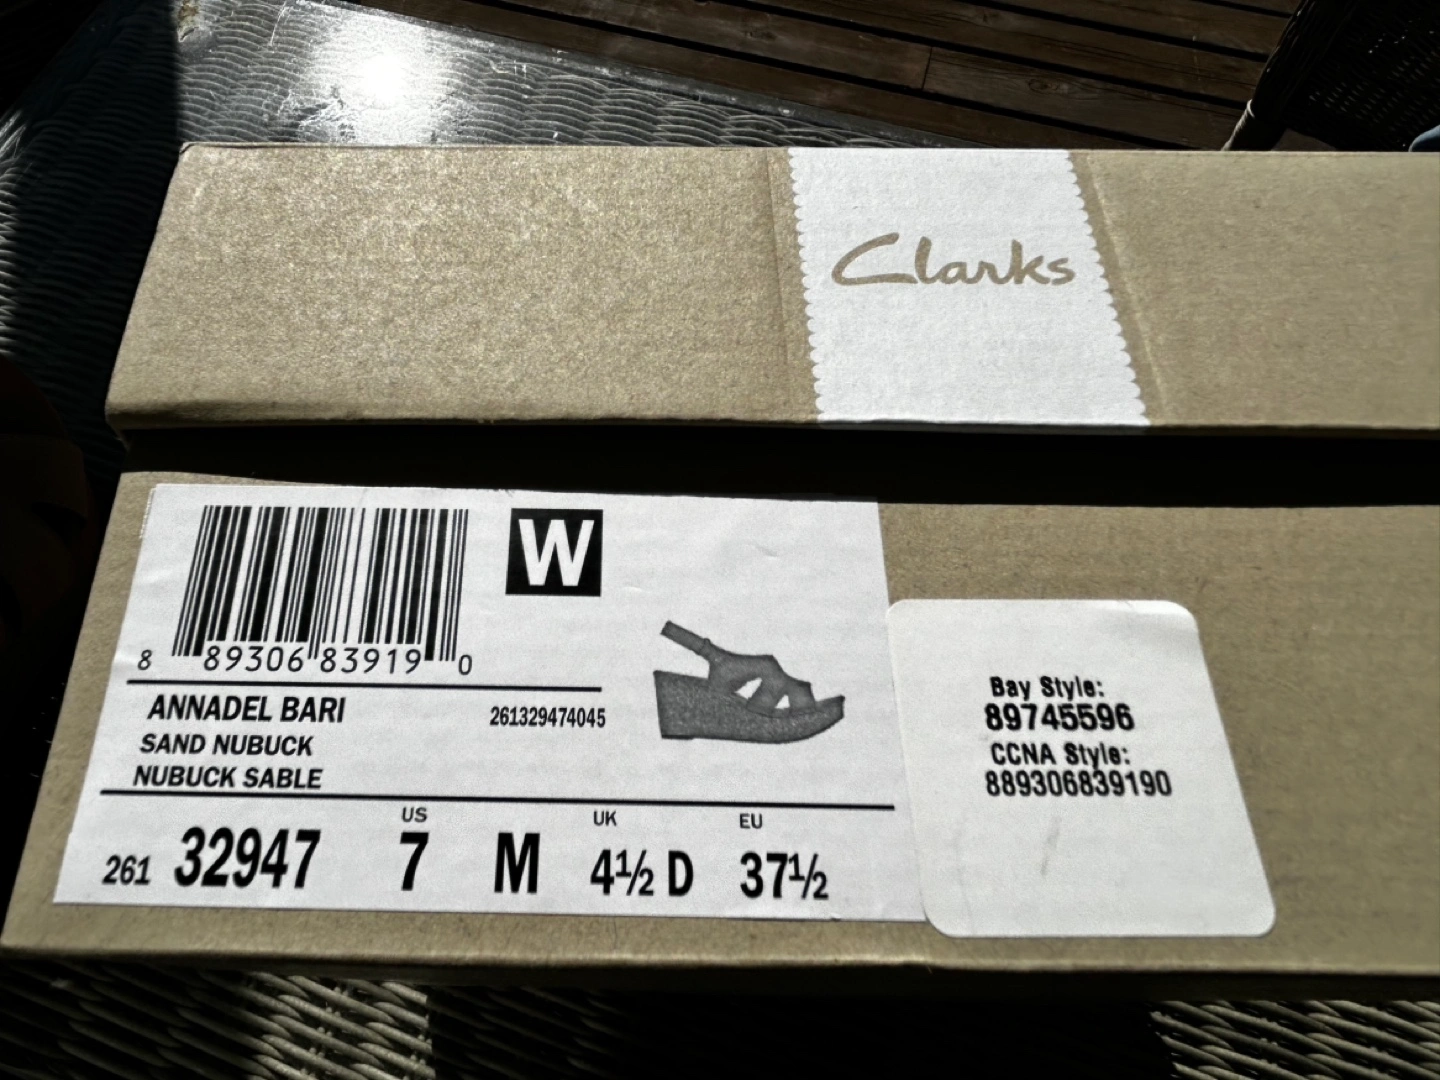 Clarks
W
8 89306 83919 0
ANNADEL BARI 261329474045
SAND NUBUCK
NUBUCK SABLE
US UK EU
261 32947 7 M 4½ D 37½
Bay Style:
89745596
CCNA Style:
889306839190